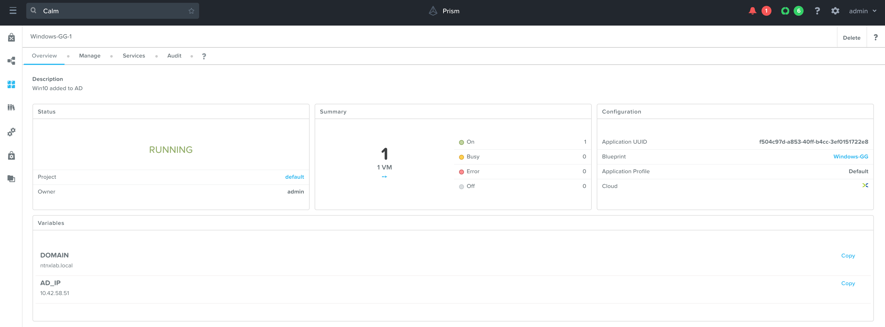 Calm
Prism
1
6
?
admin
Windows-GG-1
Delete
?
Overview
Manage
Services
Audit
?
Description
Win10 added to AD
Status
RUNNING
Project default
Owner admin
Summary
1
1 VM
On 1
Busy 0
Error 0
Off 0
Configuration
Application UUID f504c97d-a853-40ff-b4cc-3ef0151722e8
Blueprint Windows-GG
Application Profile Default
Cloud
Variables
DOMAIN
ntnxlab.local
Copy
AD_IP
10.42.58.51
Copy